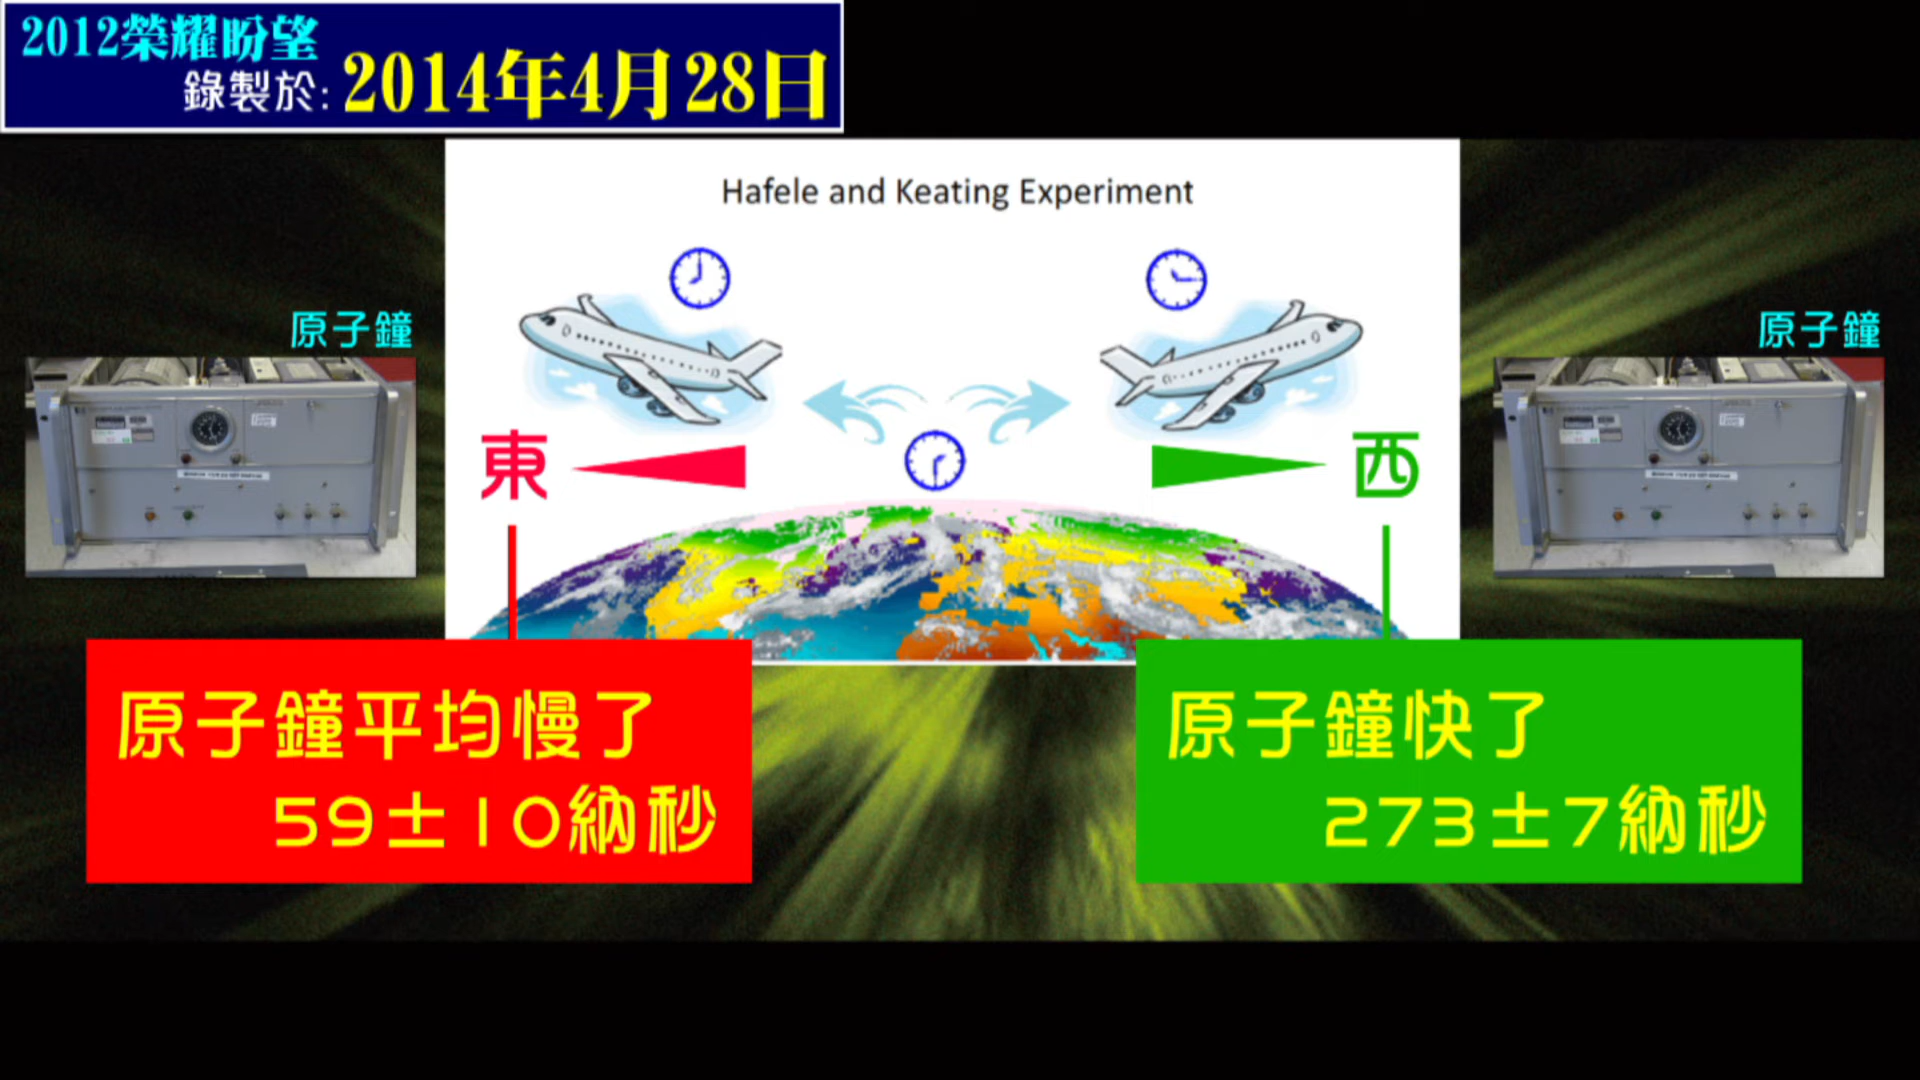 2012榮耀盼望
錄製於: 2014年4月28日
Hafele and Keating Experiment
原子鐘
原子鐘
東
西
原子鐘平均慢了
59±10納秒
原子鐘快了
273±7納秒